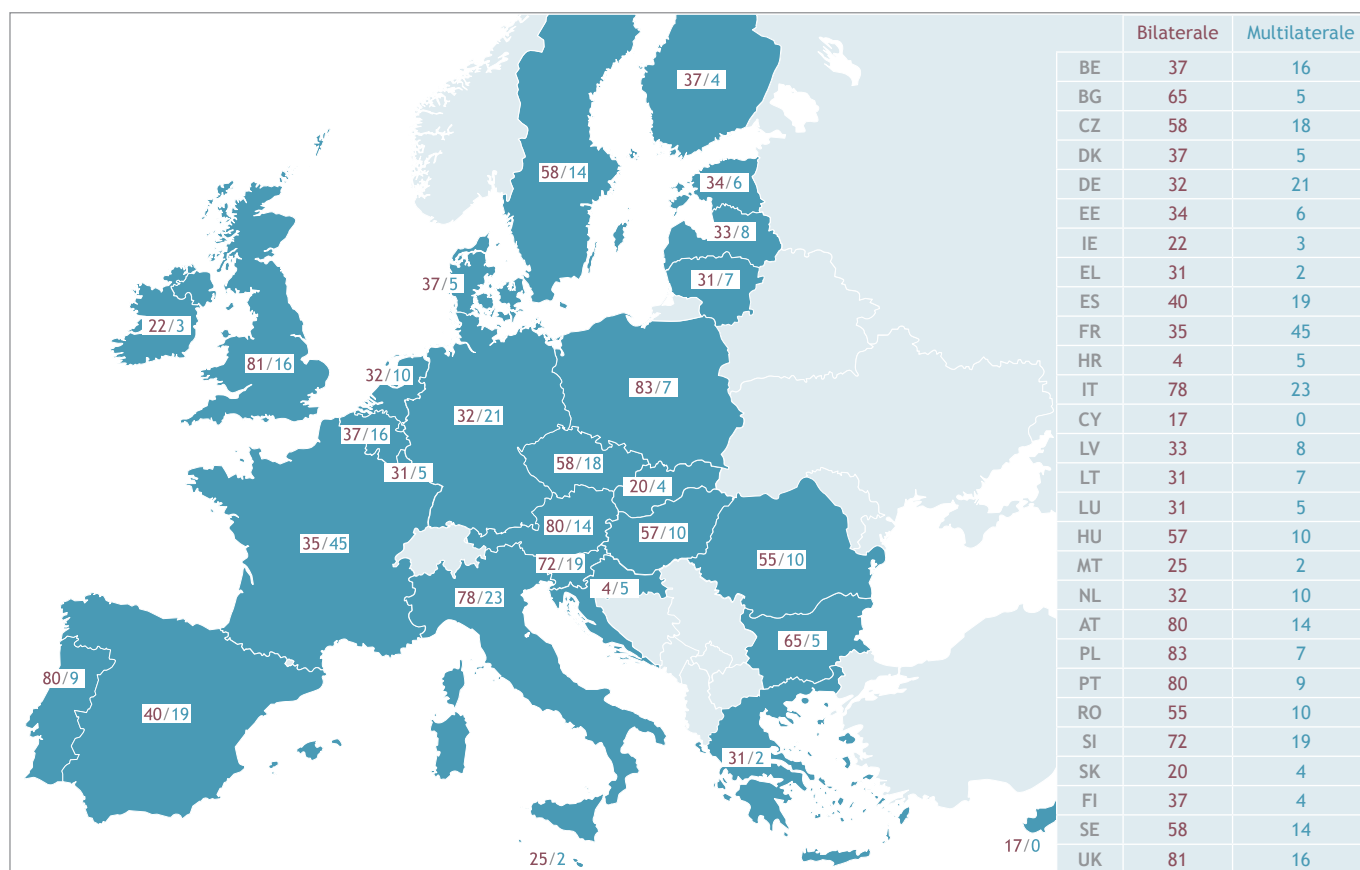 37/4
58/14
34/6
33/8
31/7
37/5
22/3
81/16
32/10
83/7
32/21
37/16
31/5
58/18
20/4
80/14
57/10
35/45
72/19
55/10
4/5
78/23
65/5
80/9
40/19
31/2
17/0
25/2
Bilaterale Multilaterale
BE 37 16
BG 65 5
CZ 58 18
DK 37 5
DE 32 21
EE 34 6
IE 22 3
EL 31 2
ES 40 19
FR 35 45
HR 4 5
IT 78 23
CY 17 0
LV 33 8
LT 31 7
LU 31 5
HU 57 10
MT 25 2
NL 32 10
AT 80 14
PL 83 7
PT 80 9
RO 55 10
SI 72 19
SK 20 4
FI 37 4
SE 58 14
UK 81 16